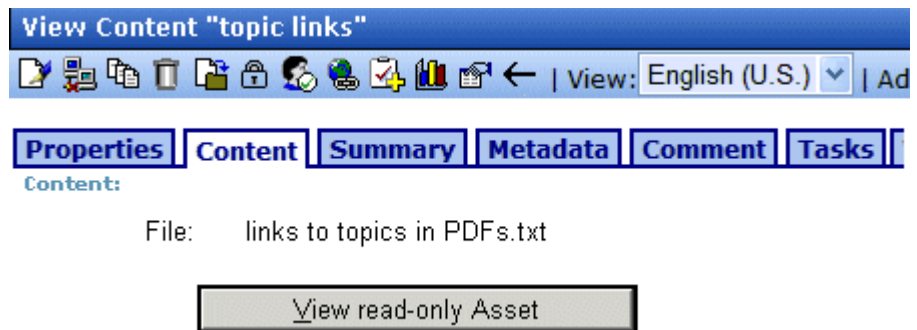 View Content "topic links"
| View: English (U.S.) | Ad
Properties Content Summary Metadata Comment Tasks
Content:
File: links to topics in PDFs.txt
View read-only Asset